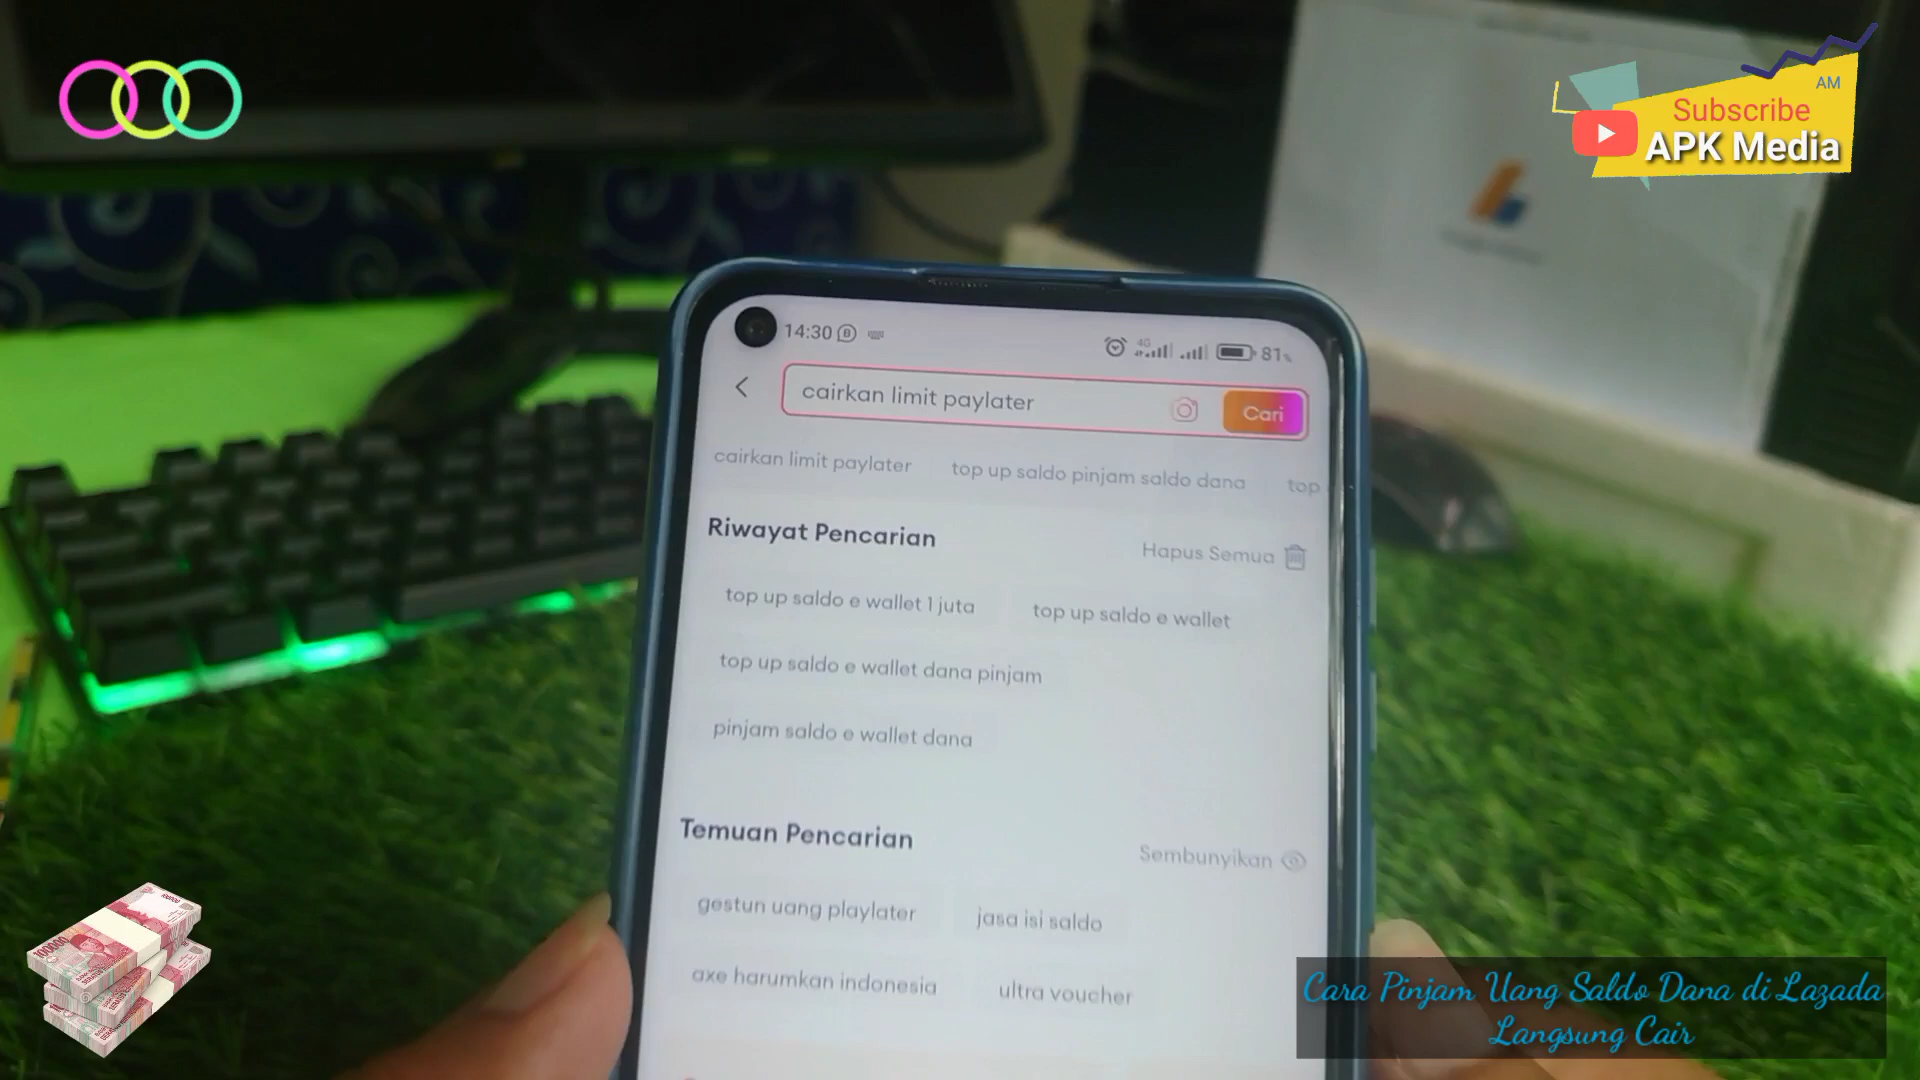 AM
Subscribe
APK Media
14:30
4G
81%
cairkan limit paylater
Cari
cairkan limit paylater
top up saldo pinjam saldo dana
top
Riwayat Pencarian
Hapus Semua
top up saldo e wallet 1 juta
top up saldo e wallet
top up saldo e wallet dana pinjam
pinjam saldo e wallet dana
Temuan Pencarian
Sembunyikan
gestun uang playlater
jasa isi saldo
axe harumkan indonesia
ultra voucher
100000
Cara Pinjam Uang Saldo Dana di Lazada
Langsung Cair